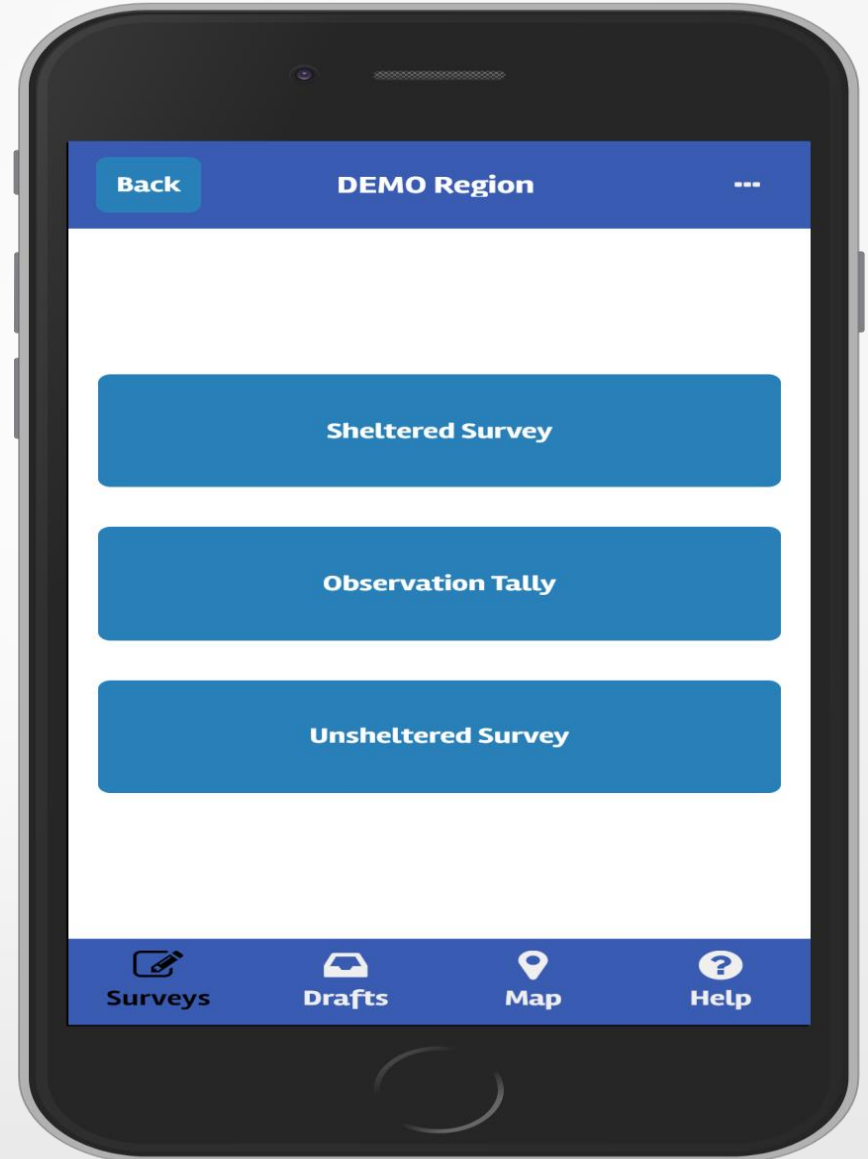 Back DEMO Region ...
Sheltered Survey
Observation Tally
Unsheltered Survey
Surveys Drafts Map Help